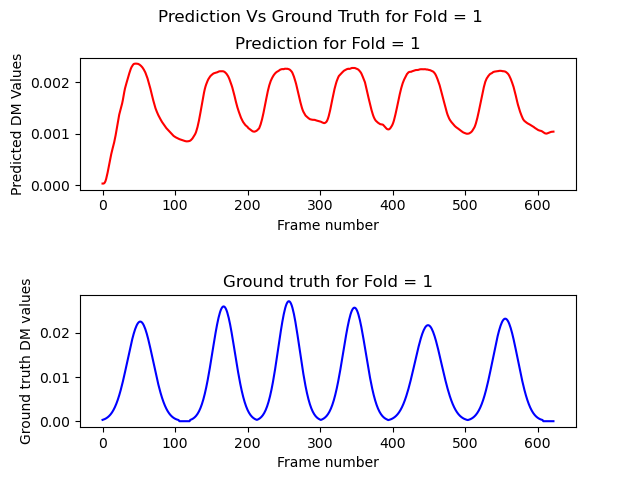 Prediction Vs Ground Truth for Fold = 1
Prediction for Fold = 1
Predicted DM Values
0.002
0.001
0.000
0 100 200 300 400 500 600
Frame number
Ground truth for Fold = 1
Ground truth DM values
0.02
0.01
0.00
0 100 200 300 400 500 600
Frame number